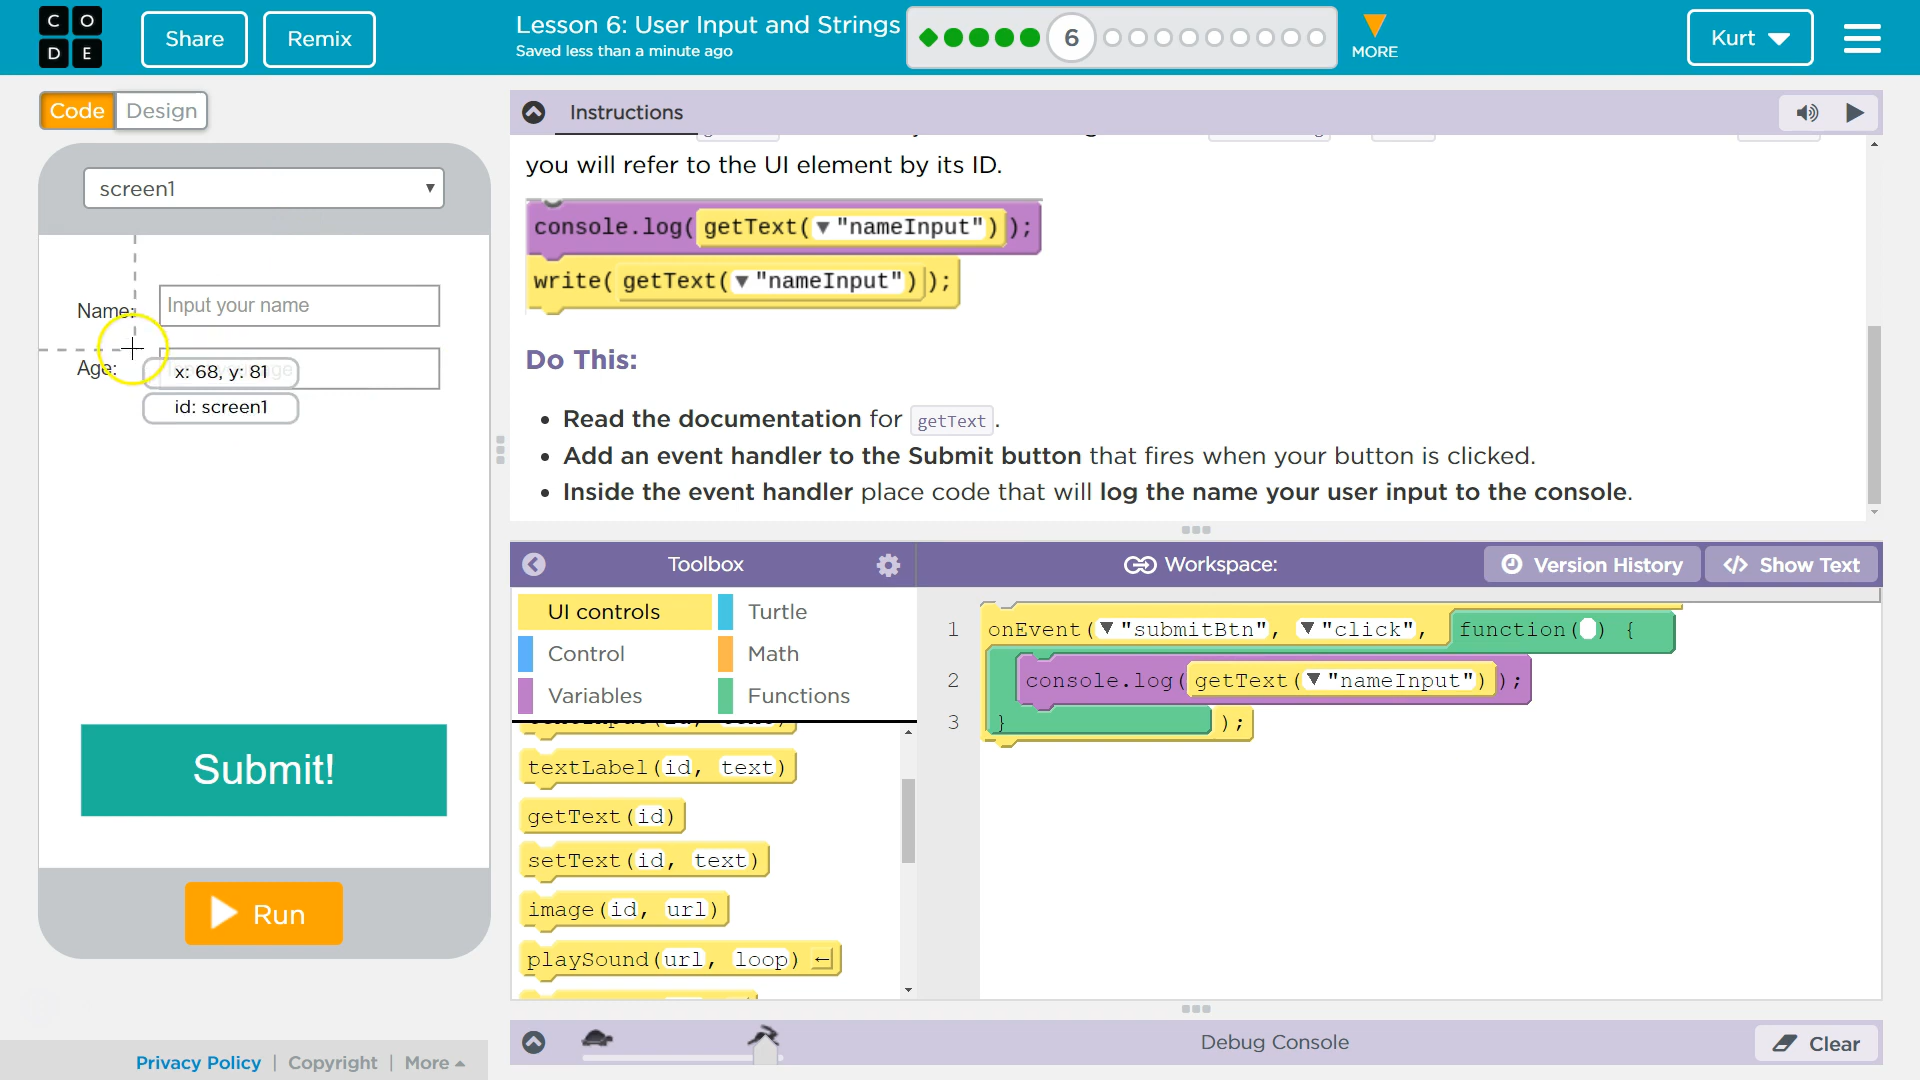 C O
D E
Share
Remix
Lesson 6: User Input and Strings
Saved less than a minute ago
6
MORE
Kurt
Code
Design
Instructions
screen1
you will refer to the UI element by its ID.
console.log( getText( ▼ "nameInput") );
write( getText( ▼ "nameInput") );
Name:
Input your name
Age:
x: 68, y: 81
id: screen1
Do This:
• Read the documentation for getText.
• Add an event handler to the Submit button that fires when your button is clicked.
• Inside the event handler place code that will log the name your user input to the console.
Submit!
Run
Toolbox
Workspace:
Version History
</> Show Text
UI controls
Turtle
Control
Math
Variables
Functions
textLabel(id, text)
getText(id)
setText(id, text)
image(id, url)
playSound(url, loop) ←
1 onEvent( ▼ "submitBtn", ▼ "click", function( ) {
2 console.log( getText( ▼ "nameInput") );
3 } );
Debug Console
Clear
Privacy Policy | Copyright | More